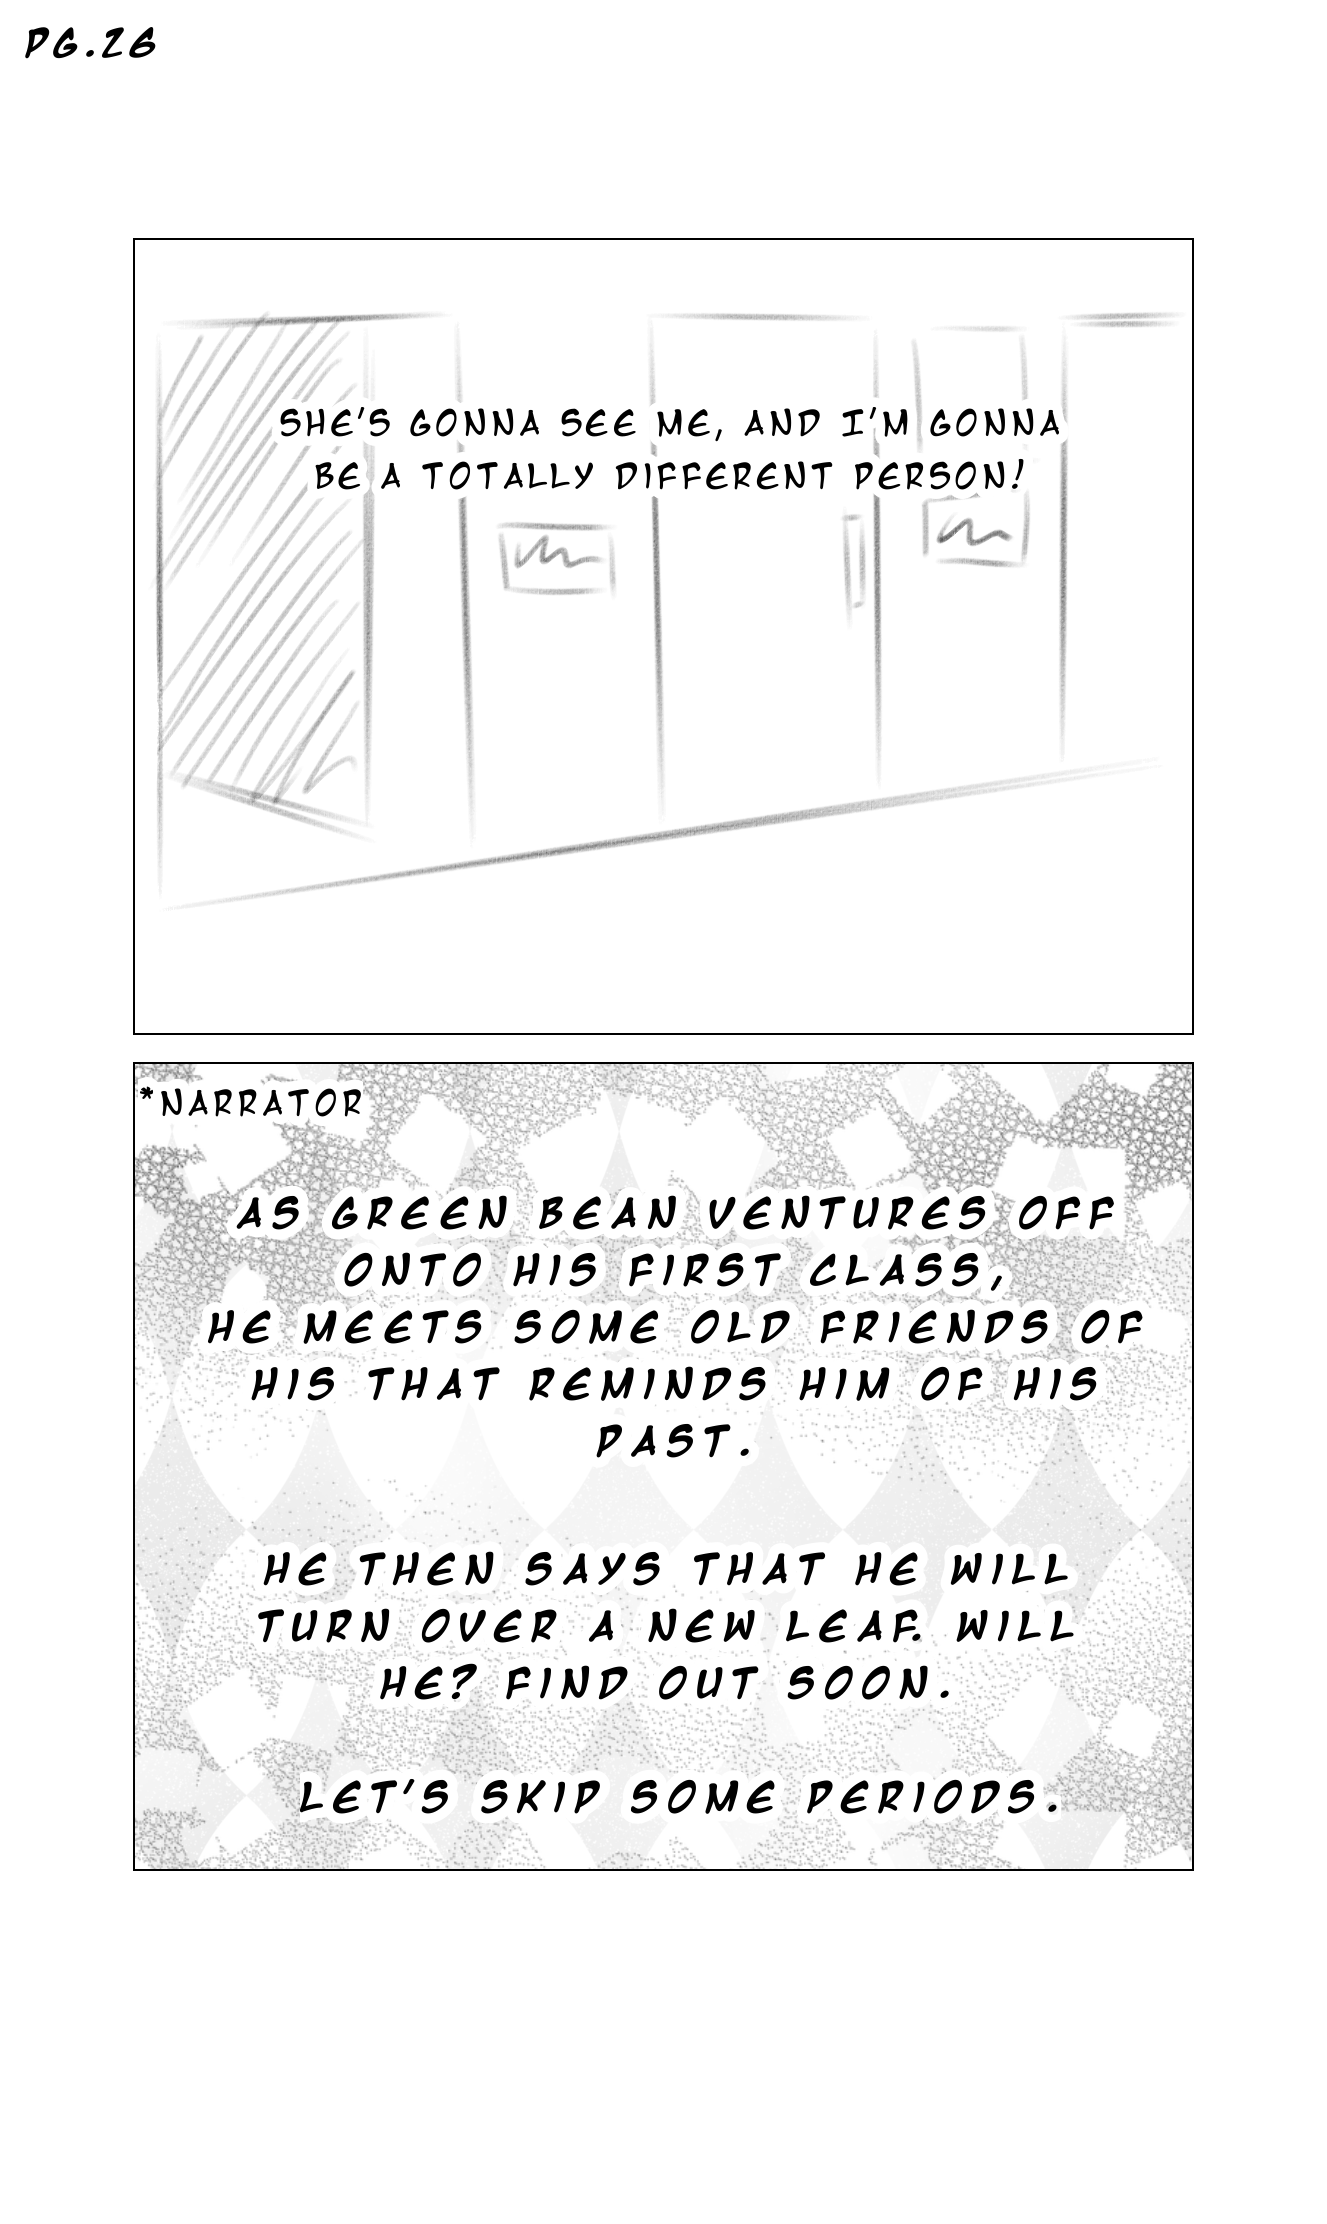 PG.26
SHE'S GONNA SEE ME, AND I'M GONNA
BE A TOTALLY DIFFERENT PERSON!
*NARRATOR
AS GREEN BEAN VENTURES OFF
ONTO HIS FIRST CLASS,
HE MEETS SOME OLD FRIENDS OF
HIS THAT REMINDS HIM OF HIS
PAST.
HE THEN SAYS THAT HE WILL
TURN OVER A NEW LEAF. WILL
HE? FIND OUT SOON.
LET'S SKIP SOME PERIODS.